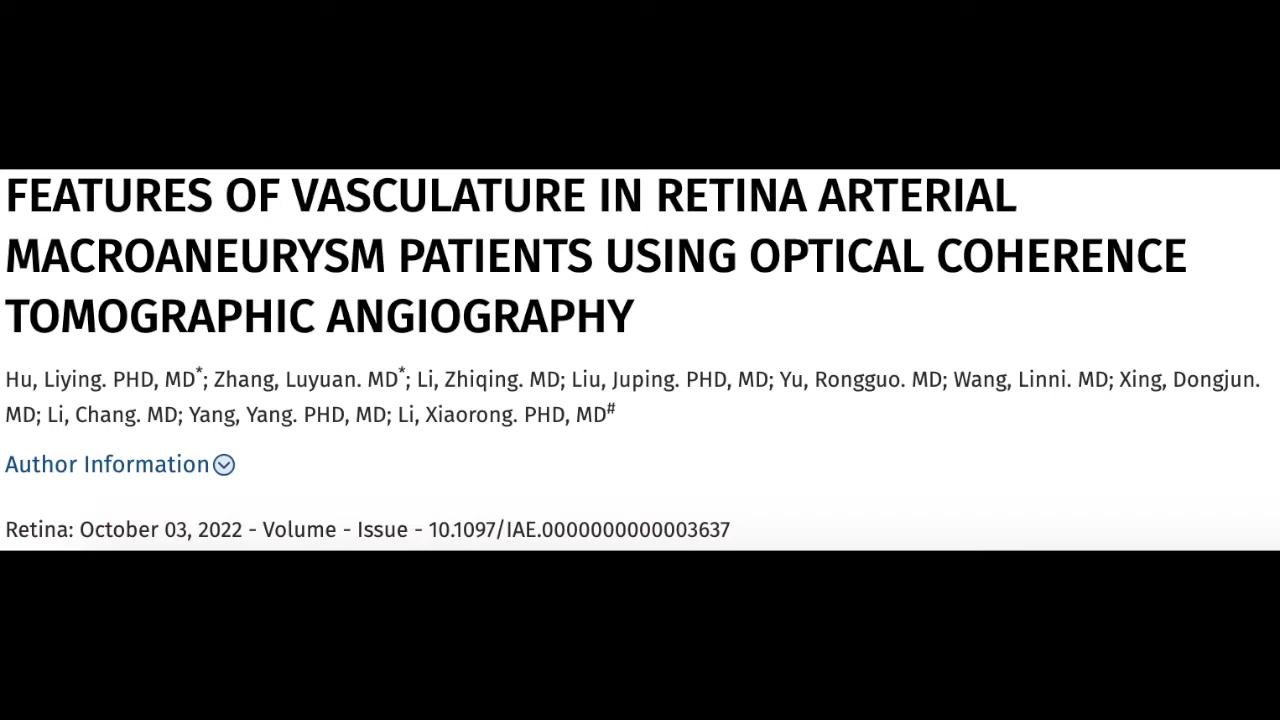 FEATURES OF VASCULATURE IN RETINA ARTERIAL
MACROANEURYSM PATIENTS USING OPTICAL COHERENCE
TOMOGRAPHIC ANGIOGRAPHY
Hu, Liying. PHD, MD*; Zhang, Luyuan. MD*; Li, Zhiqing. MD; Liu, Juping. PHD, MD; Yu, Rongguo. MD; Wang, Linni. MD; Xing, Dongjun.
MD; Li, Chang. MD; Yang, Yang. PHD, MD; Li, Xiaorong. PHD, MD#
Author Information
Retina: October 03, 2022 - Volume - Issue - 10.1097/IAE.0000000000003637